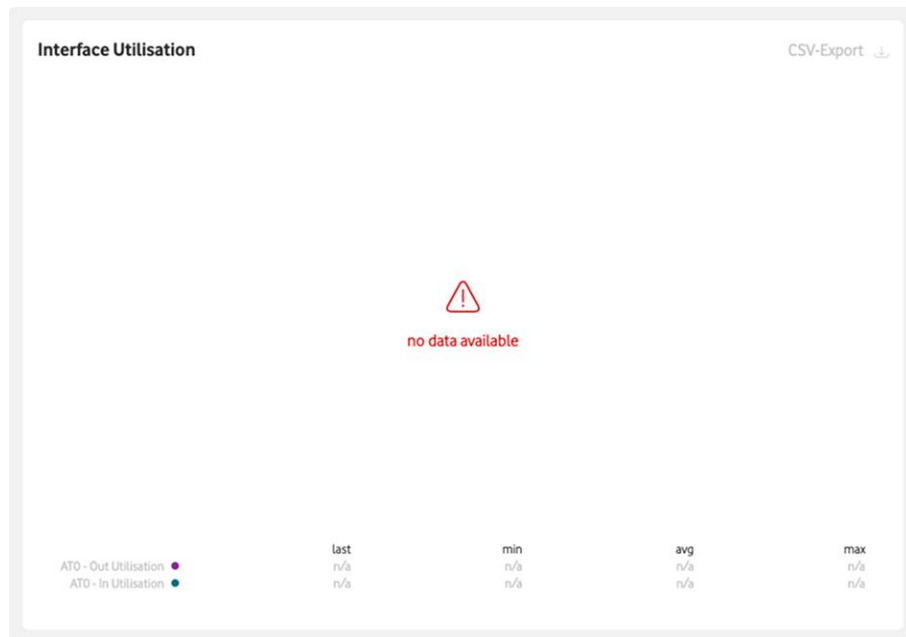 Interface Utilisation
CSV-Export
no data available
last min avg max
AT0 - Out Utilisation n/a n/a n/a n/a
AT0 - In Utilisation n/a n/a n/a n/a